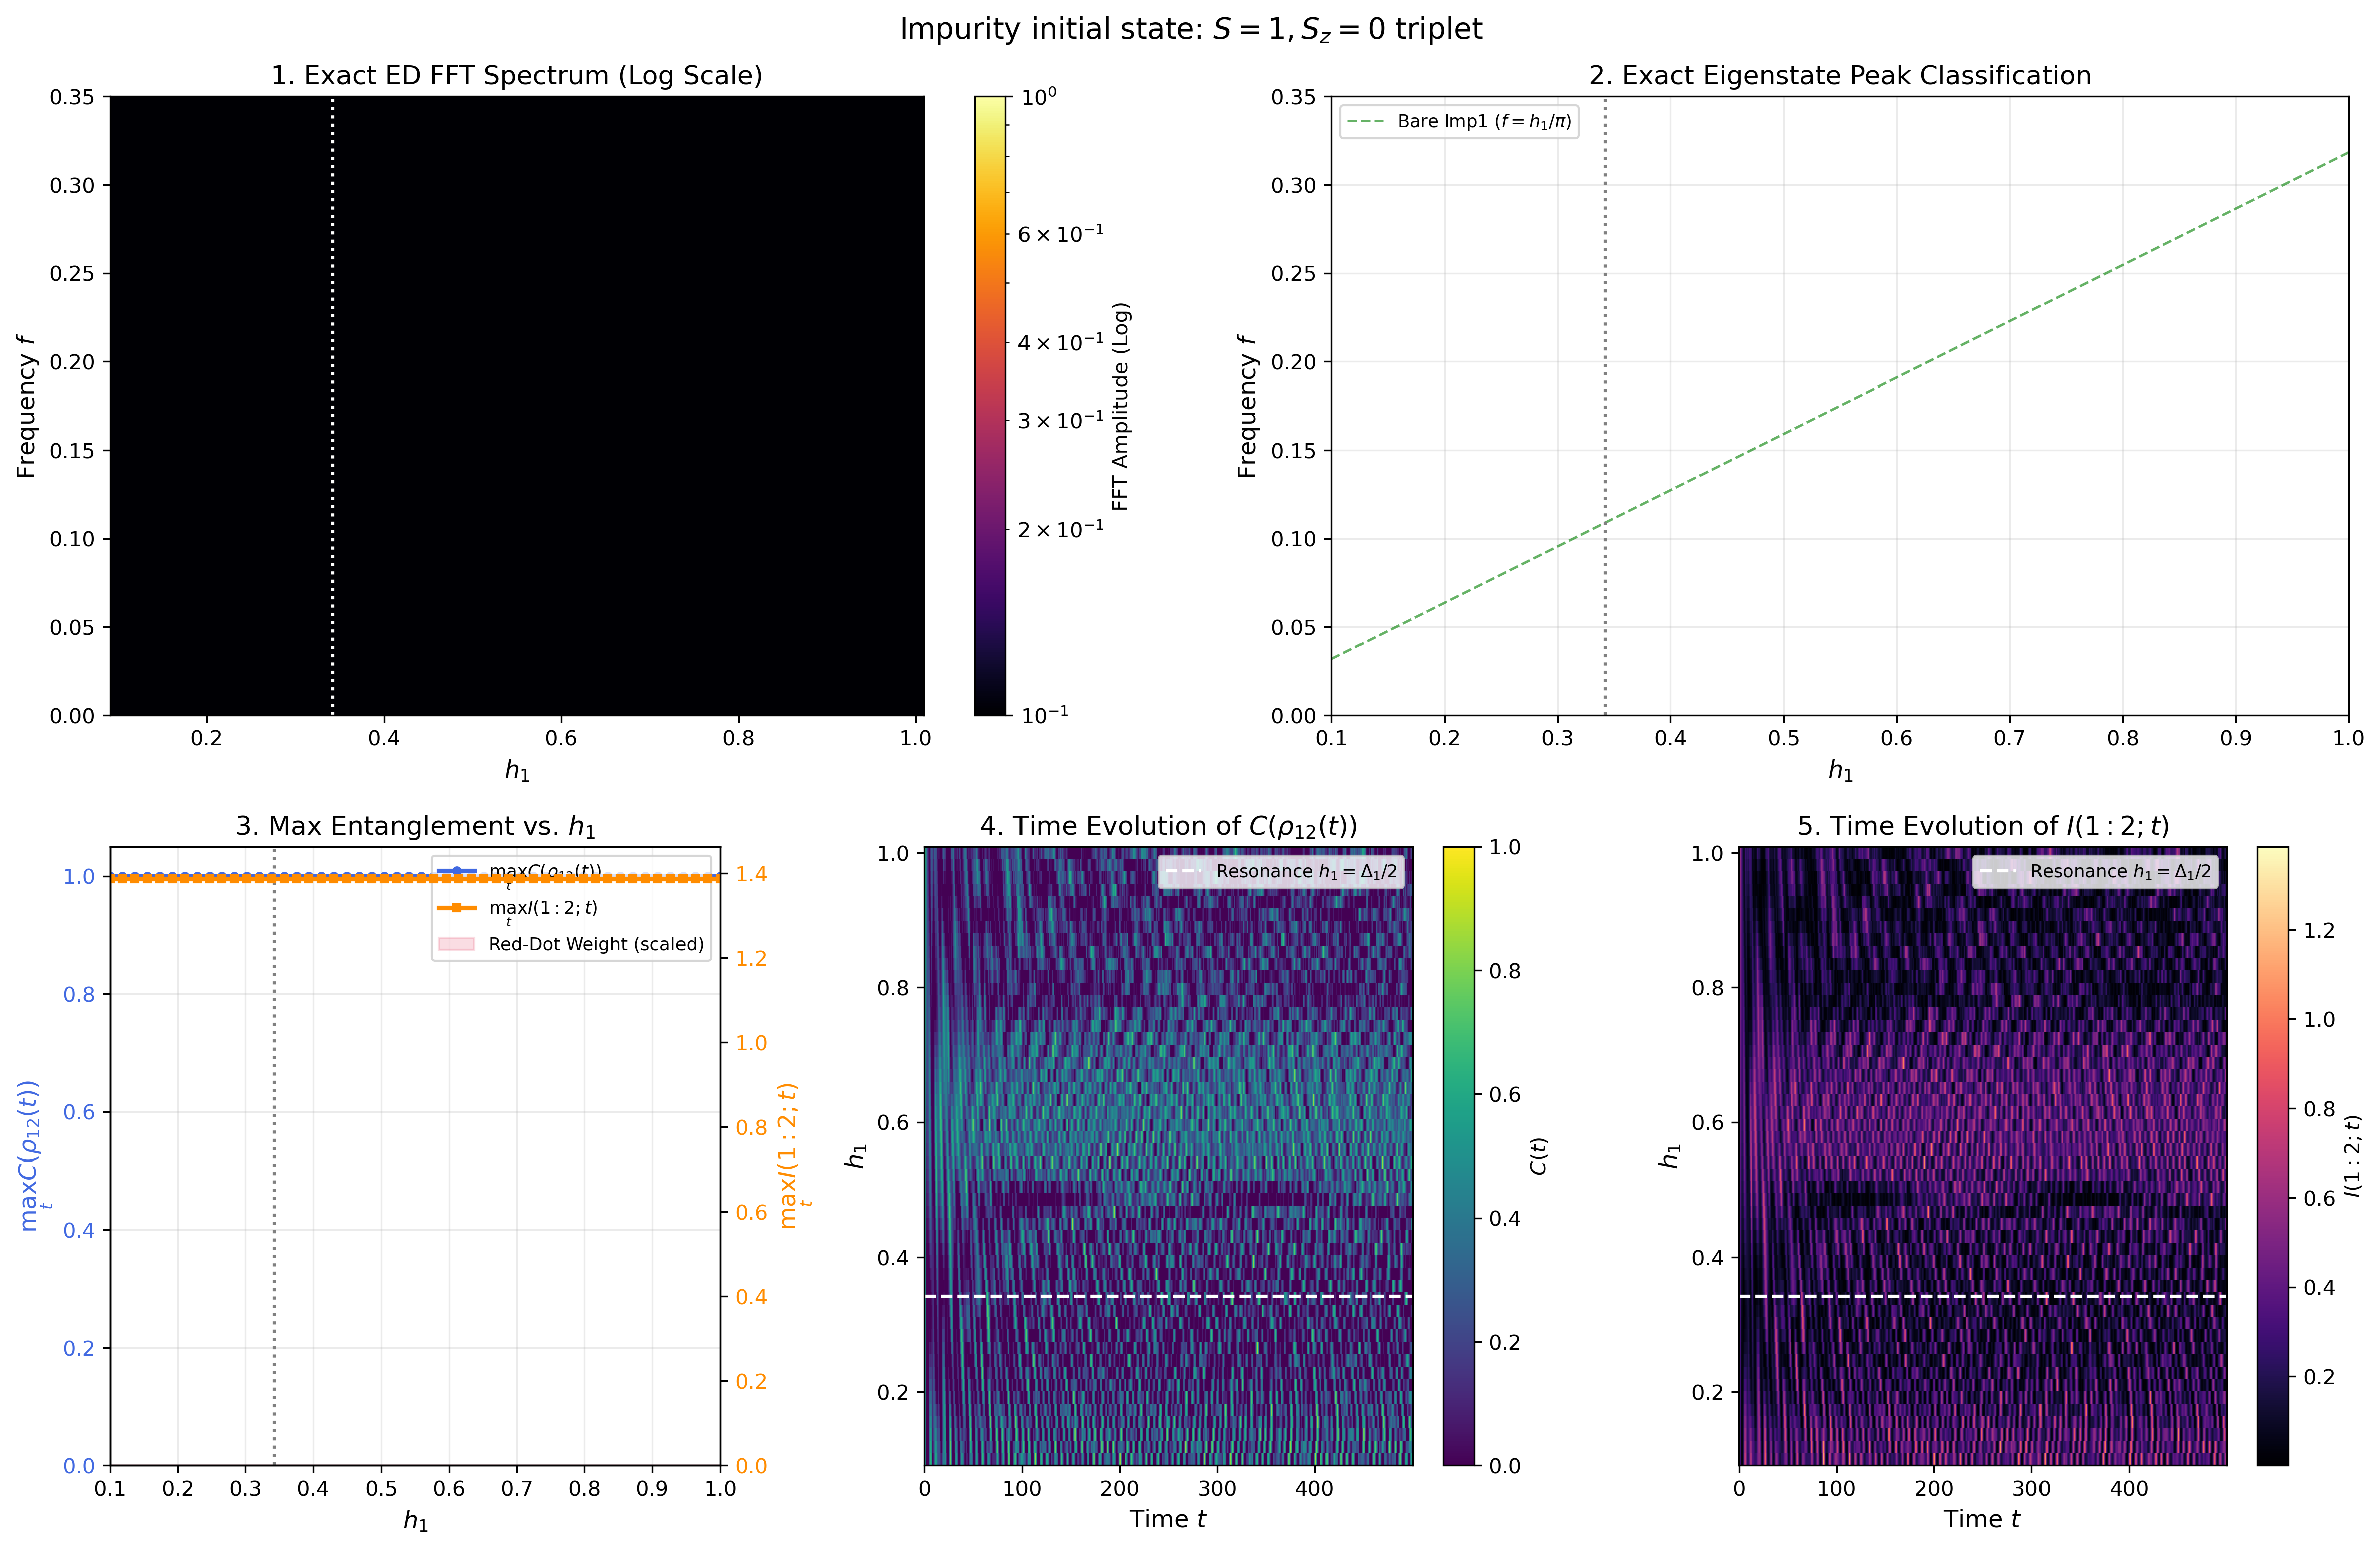 Impurity initial state: $S = 1, S_z = 0$ triplet
1. Exact ED FFT Spectrum (Log Scale)
0.35
0.30
0.25
0.20
0.15
0.10
0.05
0.00
Frequency $f$
0.2 0.4 0.6 0.8 1.0
$h_1$
$10^0$
$6 \times 10^{-1}$
$4 \times 10^{-1}$
$3 \times 10^{-1}$
$2 \times 10^{-1}$
$10^{-1}$
FFT Amplitude (Log)
2. Exact Eigenstate Peak Classification
Bare Imp1 ($f = h_1/\pi$)
0.35
0.30
0.25
0.20
0.15
0.10
0.05
0.00
Frequency $f$
0.1 0.2 0.3 0.4 0.5 0.6 0.7 0.8 0.9 1.0
$h_1$
3. Max Entanglement vs. $h_1$
$\max_t C(\rho_{12}(t))$
$\max_t I(1:2;t)$
Red-Dot Weight (scaled)
1.0
0.8
0.6
0.4
0.2
0.0
$\max_t C(\rho_{12}(t))$
1.4
1.2
1.0
0.8
0.6
0.4
0.2
0.0
$\max_t I(1:2;t)$
0.1 0.2 0.3 0.4 0.5 0.6 0.7 0.8 0.9 1.0
$h_1$
4. Time Evolution of $C(\rho_{12}(t))$
Resonance $h_1 = \Delta_1/2$
1.0
0.8
0.6
0.4
0.2
$h_1$
0 100 200 300 400
Time $t$
1.0
0.8
0.6
0.4
0.2
0.0
$C(t)$
5. Time Evolution of $I(1:2;t)$
Resonance $h_1 = \Delta_1/2$
1.0
0.8
0.6
0.4
0.2
$h_1$
0 100 200 300 400
Time $t$
1.2
1.0
0.8
0.6
0.4
0.2
$I(1:2;t)$